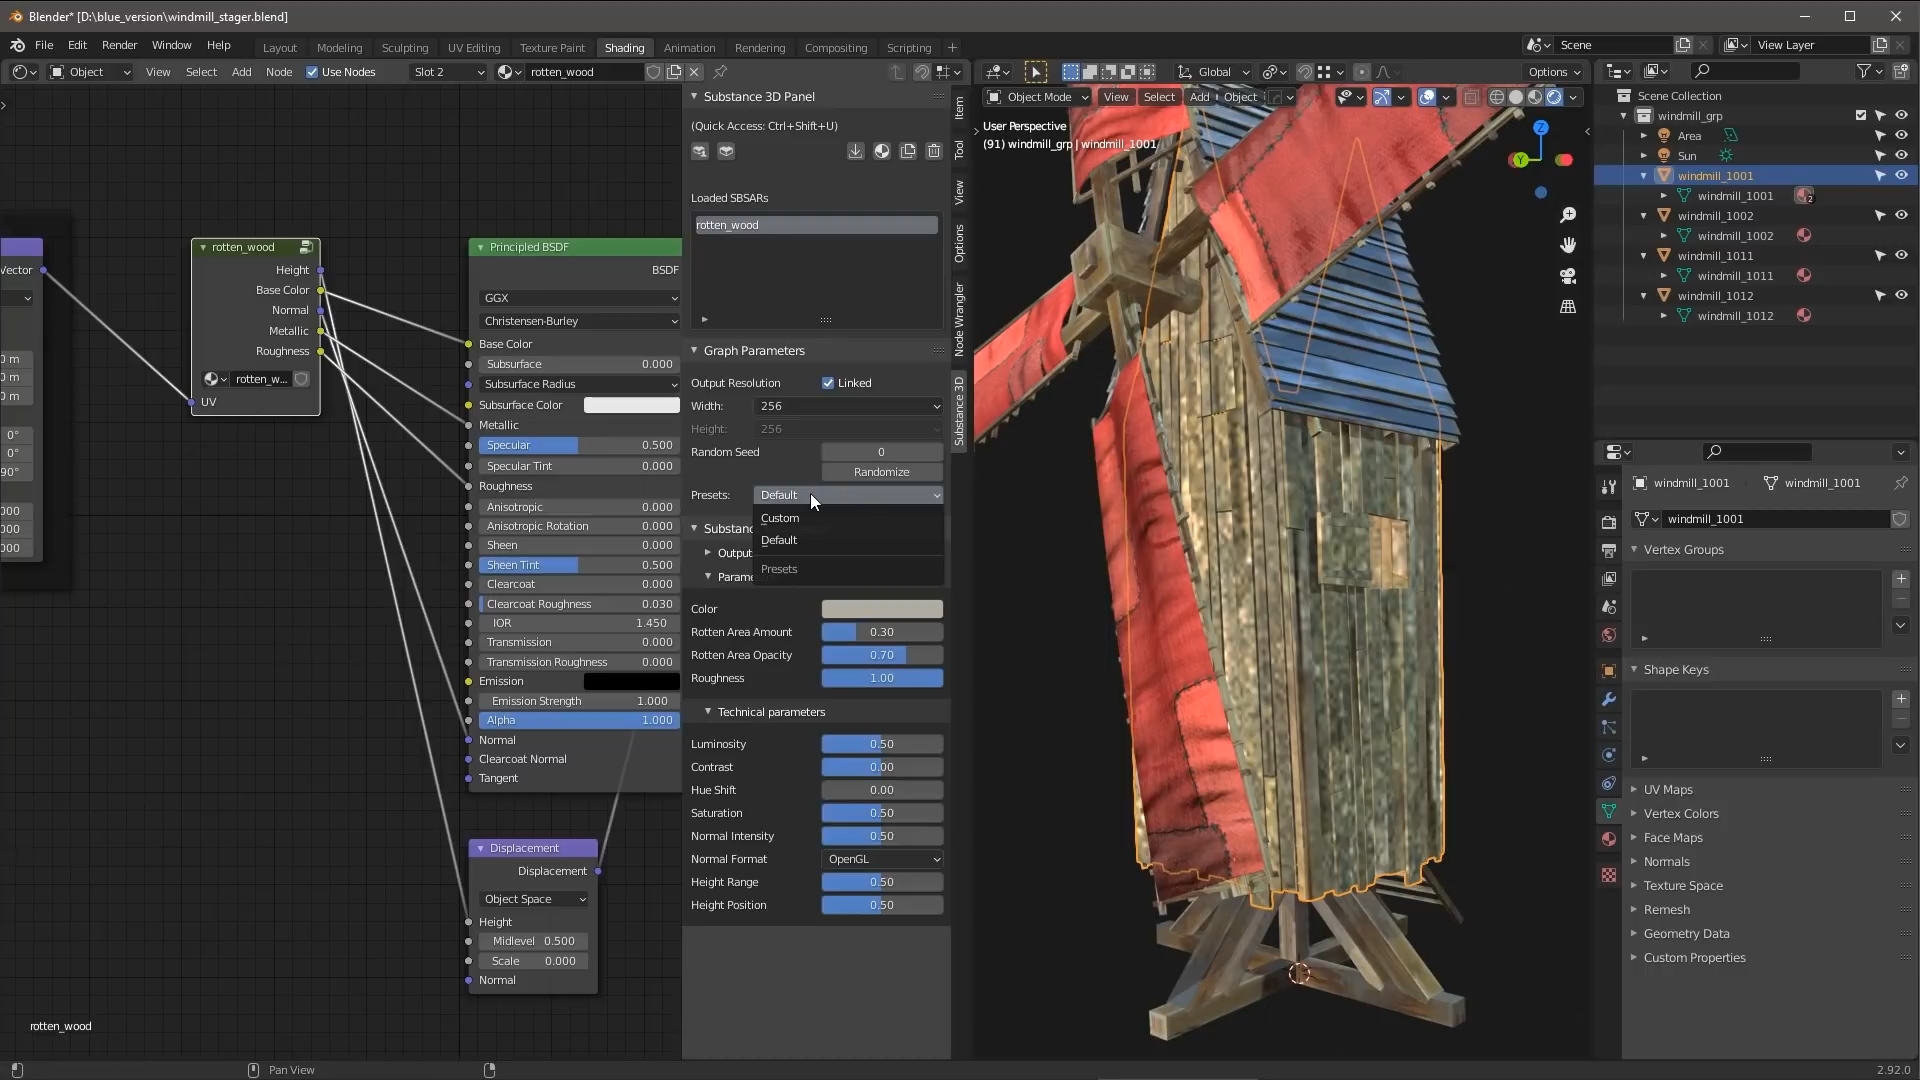 Blender* [D:\blue_version\windmill_stager.blend]
File Edit Render Window Help
Layout Modeling Sculpting UV Editing Texture Paint Shading Animation Rendering Compositing Scripting +
Scene
View Layer
Object View Select Add Node Use Nodes Slot 2 rotten_wood
Global
Options
Substance 3D Panel
(Quick Access: Ctrl+Shift+U)
Loaded SBSARs
rotten_wood
Graph Parameters
Output Resolution Linked
Width: 256
Height: 256
Random Seed 0
Randomize
Presets: Default
Custom
Default
Presets
Substanc
Output
Parame
Color
Rotten Area Amount 0.30
Rotten Area Opacity 0.70
Roughness 1.00
Technical parameters
Luminosity 0.50
Contrast 0.00
Hue Shift 0.00
Saturation 0.50
Normal Intensity 0.50
Normal Format OpenGL
Height Range 0.50
Height Position 0.50
Item
Tool
View
Options
Node Wrangler
Substance 3D
Vector
0 m
0 m
0 m
0°
0°
90°
000
000
000
rotten_wood
Height
Base Color
Normal
Metallic
Roughness
rotten_w...
UV
Principled BSDF
BSDF
GGX
Christensen-Burley
Base Color
Subsurface 0.000
Subsurface Radius
Subsurface Color
Metallic
Specular 0.500
Specular Tint 0.000
Roughness
Anisotropic 0.000
Anisotropic Rotation 0.000
Sheen 0.000
Sheen Tint 0.500
Clearcoat 0.000
Clearcoat Roughness 0.030
IOR 1.450
Transmission 0.000
Transmission Roughness 0.000
Emission
Emission Strength 1.000
Alpha 1.000
Normal
Clearcoat Normal
Tangent
Displacement
Displacement
Object Space
Height
Midlevel 0.500
Scale 0.000
Normal
rotten_wood
Object Mode View Select Add Object
User Perspective
(91) windmill_grp | windmill_1001
Z
Y
Scene Collection
windmill_grp
Area
Sun
windmill_1001
windmill_1001 2
windmill_1002
windmill_1002
windmill_1011
windmill_1011
windmill_1012
windmill_1012
windmill_1001 windmill_1001
windmill_1001
Vertex Groups
Shape Keys
UV Maps
Vertex Colors
Face Maps
Normals
Texture Space
Remesh
Geometry Data
Custom Properties
Pan View
2.92.0